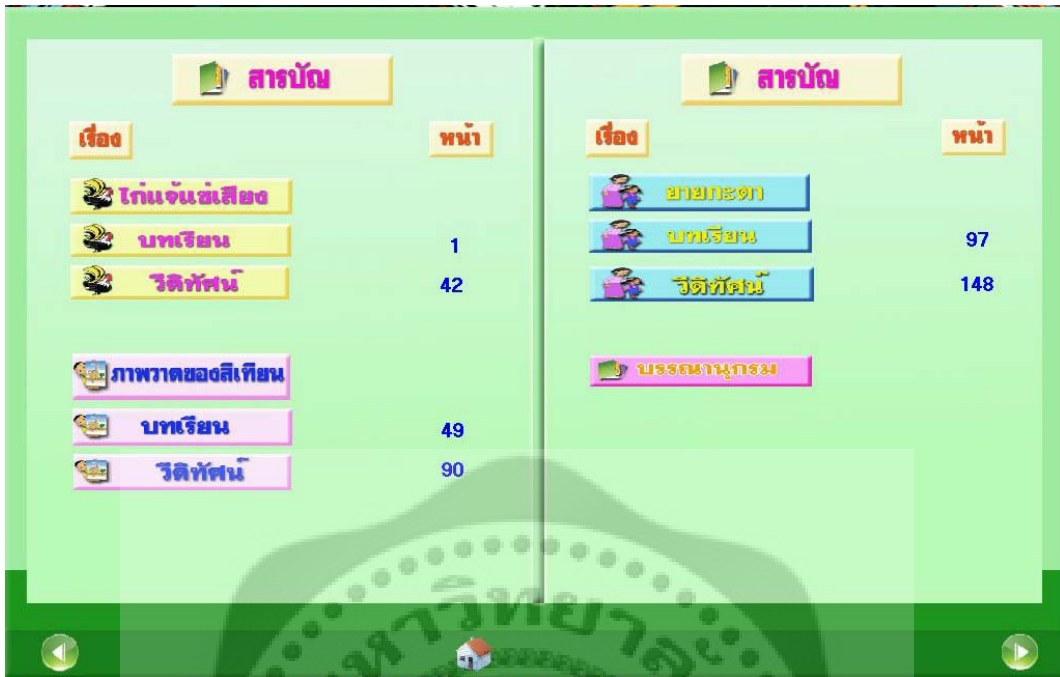 สารบัญ
เรื่อง หน้า
ไก่แจ้แซ่เสียง
บทเรียน 1
วีดิทัศน์ 42
ภาพวาดของสีเทียน
บทเรียน 49
วีดิทัศน์ 90
สารบัญ
เรื่อง หน้า
ยายกะตา
บทเรียน 97
วีดิทัศน์ 148
บรรณานุกรม